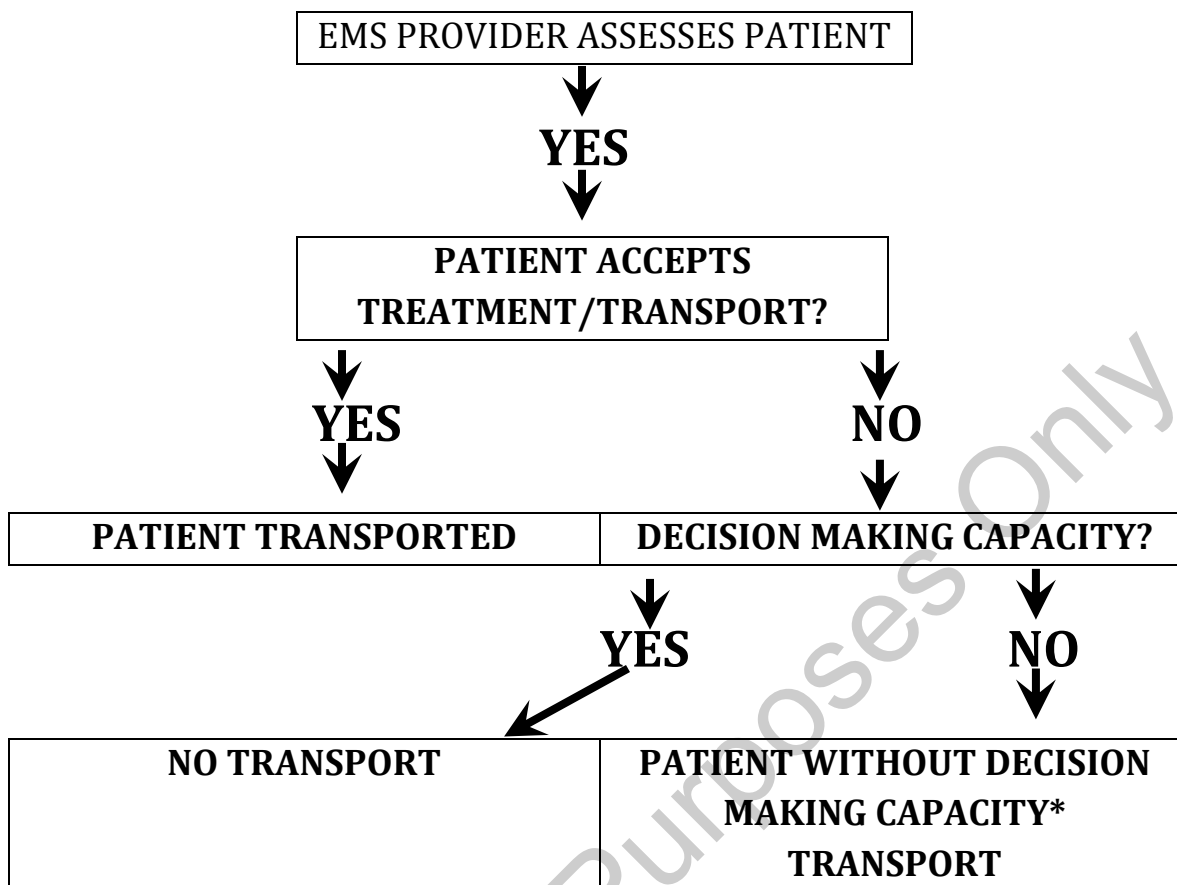 EMS PROVIDER ASSESSES PATIENT
YES
PATIENT ACCEPTS
TREATMENT/TRANSPORT?
YES
NO
PATIENT TRANSPORTED
DECISION MAKING CAPACITY?
YES
NO
NO TRANSPORT
PATIENT WITHOUT DECISION
MAKING CAPACITY*
TRANSPORT
Purposes Only